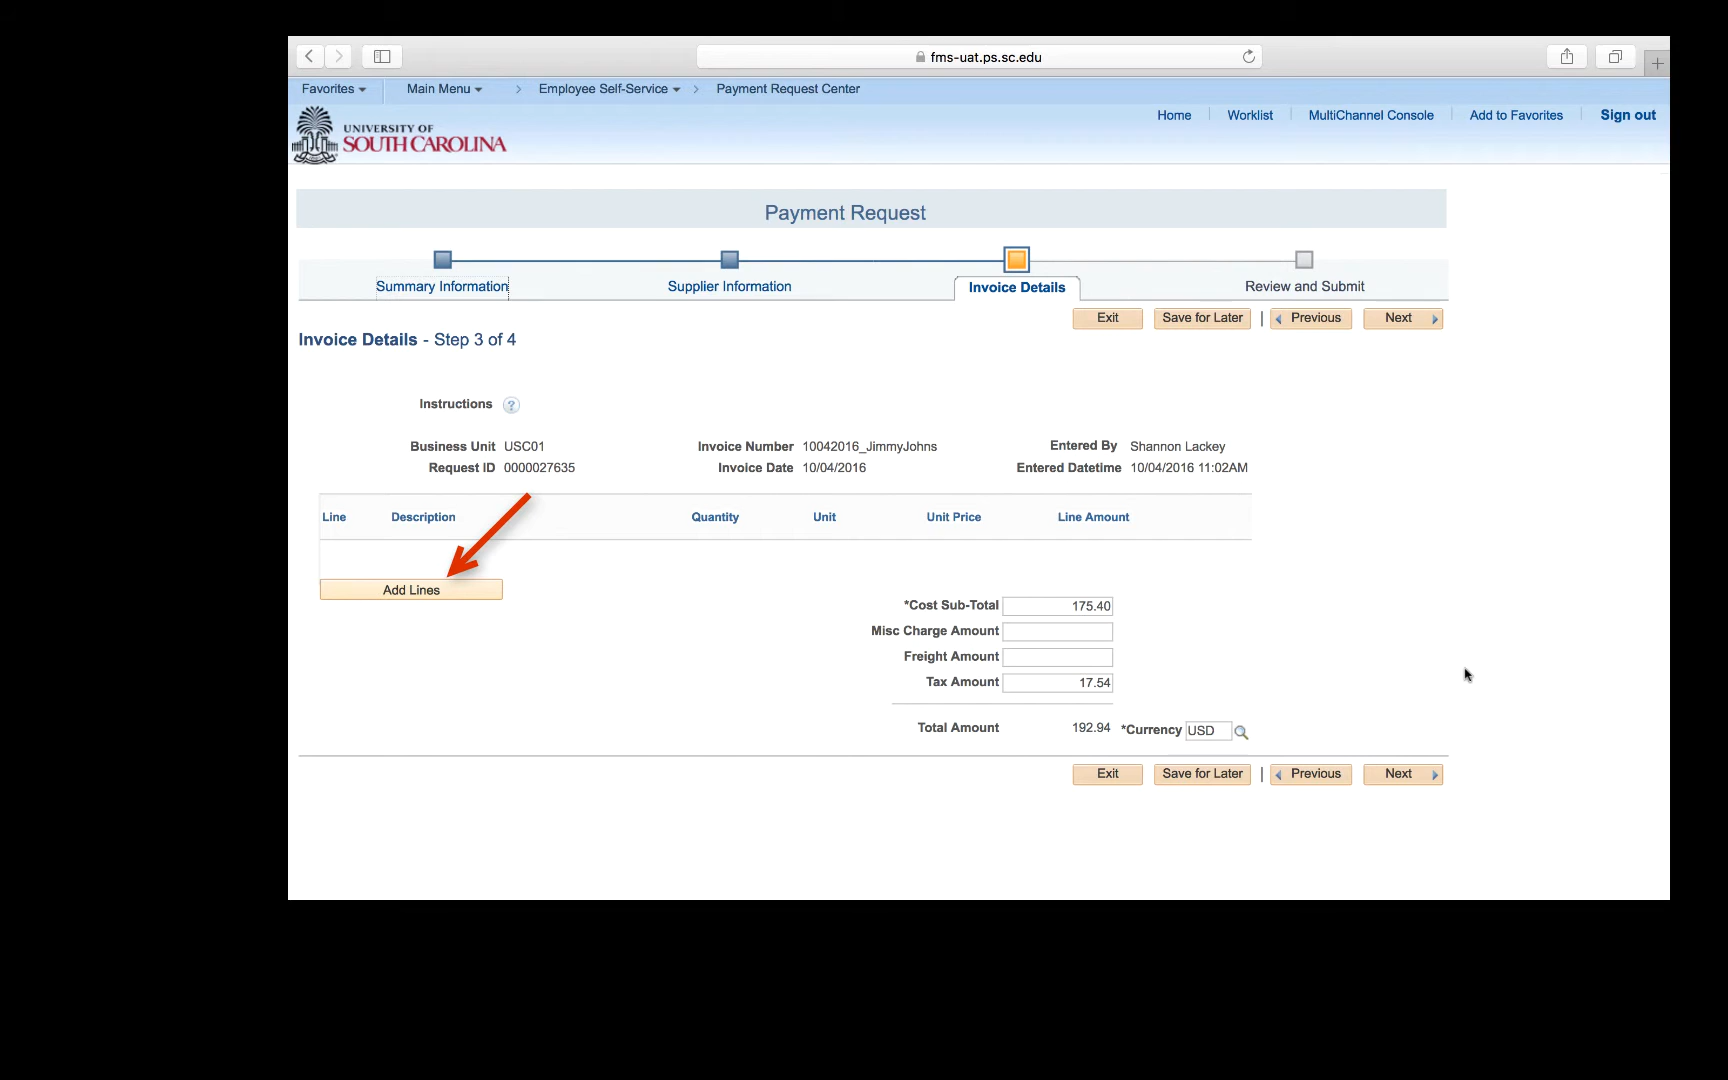 fms-uat.ps.sc.edu
Favorites Main Menu Employee Self-Service Payment Request Center
Home Worklist MultiChannel Console Add to Favorites Sign out
UNIVERSITY OF
SOUTH CAROLINA
Payment Request
Summary Information Supplier Information Invoice Details Review and Submit
Exit Save for Later | Previous Next
Invoice Details - Step 3 of 4
Instructions ?
Business Unit USC01 Invoice Number 10042016_JimmyJohns Entered By Shannon Lackey
Request ID 0000027635 Invoice Date 10/04/2016 Entered Datetime 10/04/2016 11:02AM
Line Description Quantity Unit Unit Price Line Amount
Add Lines
*Cost Sub-Total 175.40
Misc Charge Amount
Freight Amount
Tax Amount 17.54
Total Amount 192.94 *Currency USD
Exit Save for Later | Previous Next